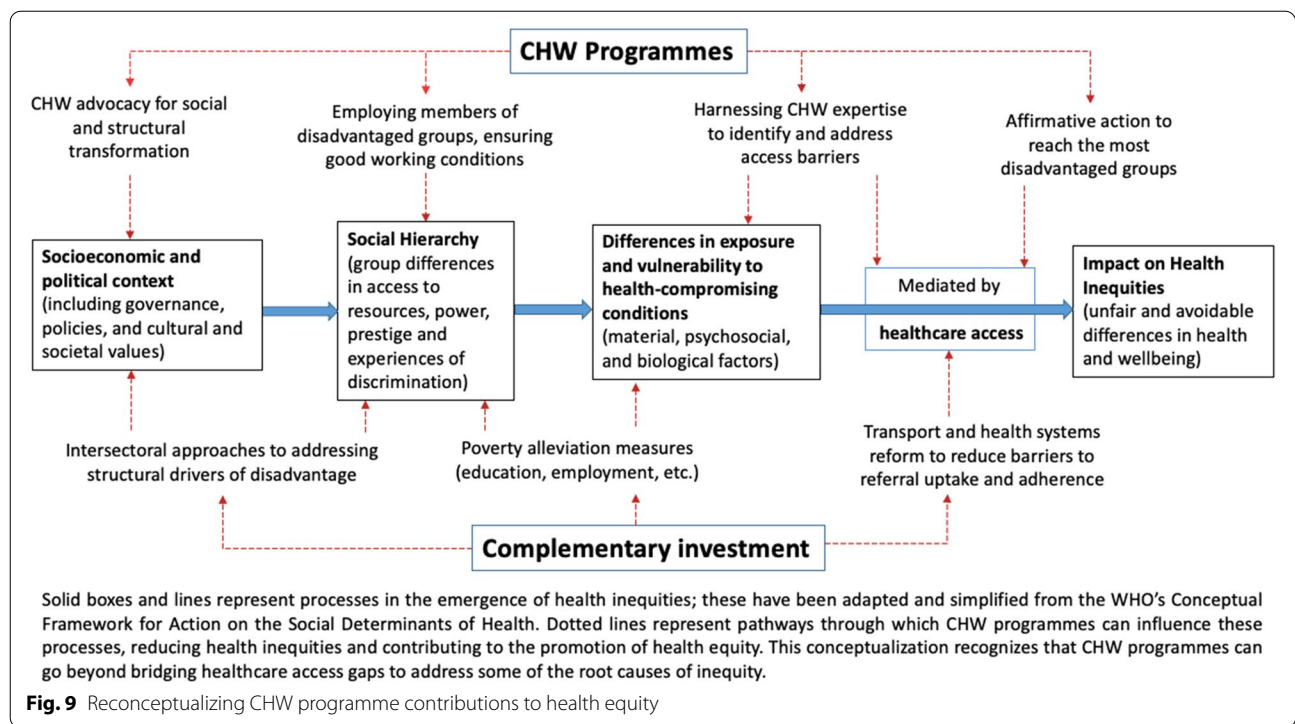 CHW Programmes
CHW advocacy for social
and structural
transformation
Employing members of
disadvantaged groups, ensuring
good working conditions
Harnessing CHW expertise
to identify and address
access barriers
Affirmative action to
reach the most
disadvantaged groups
Socioeconomic and
political context
(including governance,
policies, and cultural and
societal values)
Social Hierarchy
(group differences
in access to
resources, power,
prestige and
experiences of
discrimination)
Differences in exposure
and vulnerability to
health-compromising
conditions
(material, psychosocial,
and biological factors)
Mediated by
healthcare access
Impact on Health
Inequities
(unfair and avoidable
differences in health
and wellbeing)
Intersectoral approaches to addressing
structural drivers of disadvantage
Poverty alleviation measures
(education, employment, etc.)
Transport and health systems
reform to reduce barriers to
referral uptake and adherence
Complementary investment
Solid boxes and lines represent processes in the emergence of health inequities; these have been adapted and simplified from the WHO's Conceptual
Framework for Action on the Social Determinants of Health. Dotted lines represent pathways through which CHW programmes can influence these
processes, reducing health inequities and contributing to the promotion of health equity. This conceptualization recognizes that CHW programmes can
go beyond bridging healthcare access gaps to address some of the root causes of inequity.
Fig. 9 Reconceptualizing CHW programme contributions to health equity